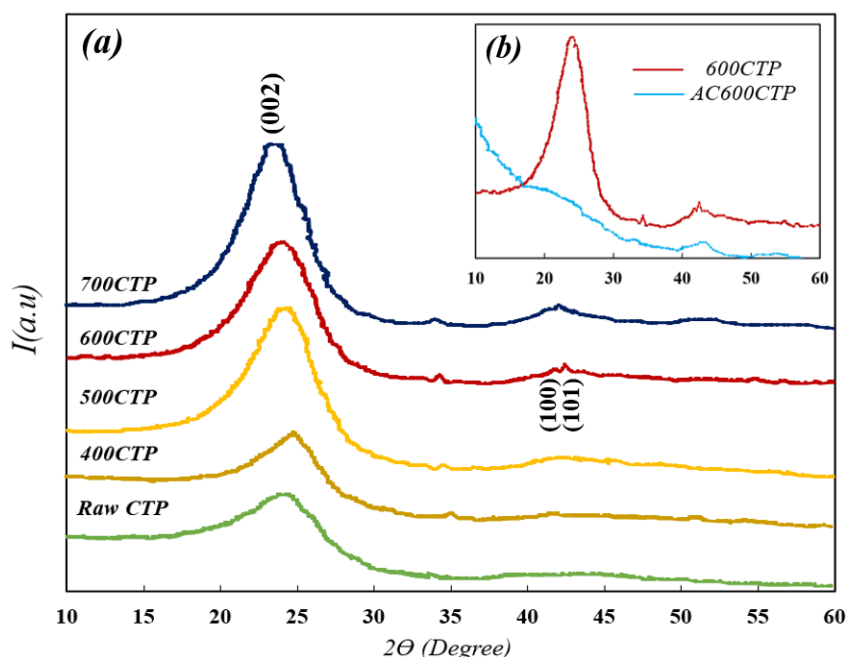 (a)
(002)
700CTP
600CTP
500CTP
400CTP
Raw CTP
(100)
(101)
I(a.u)
10 15 20 25 30 35 40 45 50 55 60
2Θ (Degree)
(b)
600CTP
AC600CTP
10 20 30 40 50 60